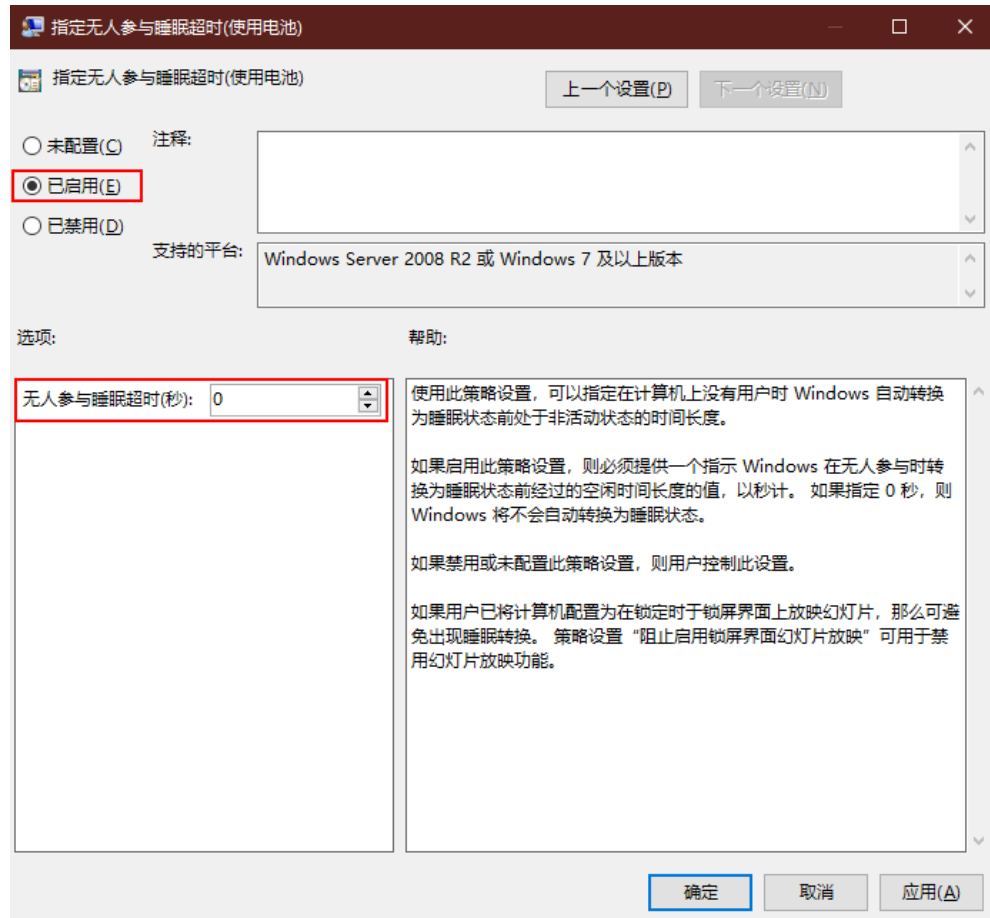 指定无人参与睡眠超时(使用电池)
指定无人参与睡眠超时(使用电池)
上一个设置(P)
下一个设置(N)
未配置(C)
注释:
已启用(E)
已禁用(D)
支持的平台:
Windows Server 2008 R2 或 Windows 7 及以上版本
选项:
帮助:
无人参与睡眠超时(秒):
0
使用此策略设置，可以指定在计算机上没有用户时 Windows 自动转换
为睡眠状态前处于非活动状态的时间长度。
如果启用此策略设置，则必须提供一个指示 Windows 在无人参与时转
换为睡眠状态前经过的空闲时间长度的值，以秒计。 如果指定 0 秒，则
Windows 将不会自动转换为睡眠状态。
如果禁用或未配置此策略设置，则用户控制此设置。
如果用户已将计算机配置为在锁定时于锁屏界面上放映幻灯片，那么可避
免出现睡眠转换。 策略设置“阻止启用锁屏界面幻灯片放映”可用于禁
用幻灯片放映功能。
确定
取消
应用(A)